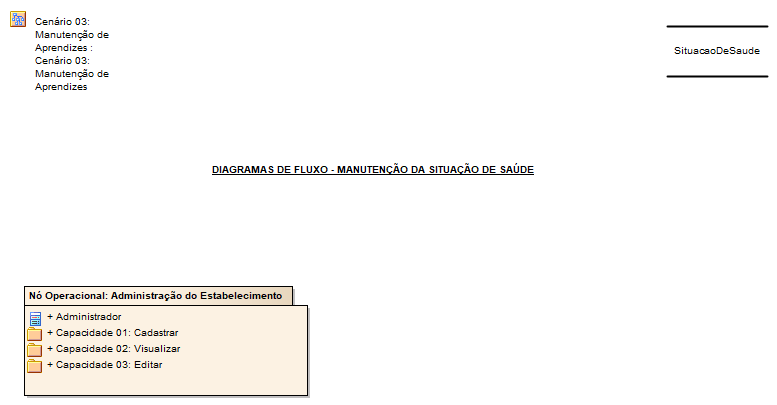 Cenário 03:
Manutenção de
Aprendizes :
Cenário 03:
Manutenção de
Aprendizes
SituacaoDeSaude
DIAGRAMAS DE FLUXO - MANUTENÇÃO DA SITUAÇÃO DE SAÚDE
Nó Operacional: Administração do Estabelecimento
+ Administrador
+ Capacidade 01: Cadastrar
+ Capacidade 02: Visualizar
+ Capacidade 03: Editar